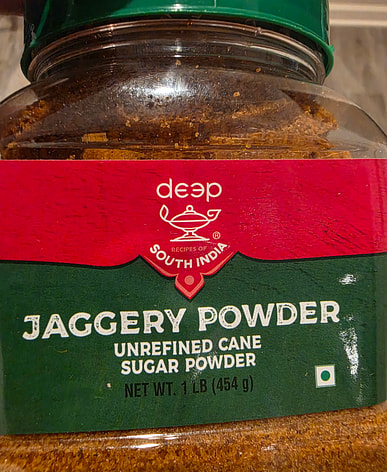 deep
®
RECIPES OF
SOUTH INDIA
JAGGERY POWDER
UNREFINED CANE
SUGAR POWDER
NET WT. 1 LB (454 g)